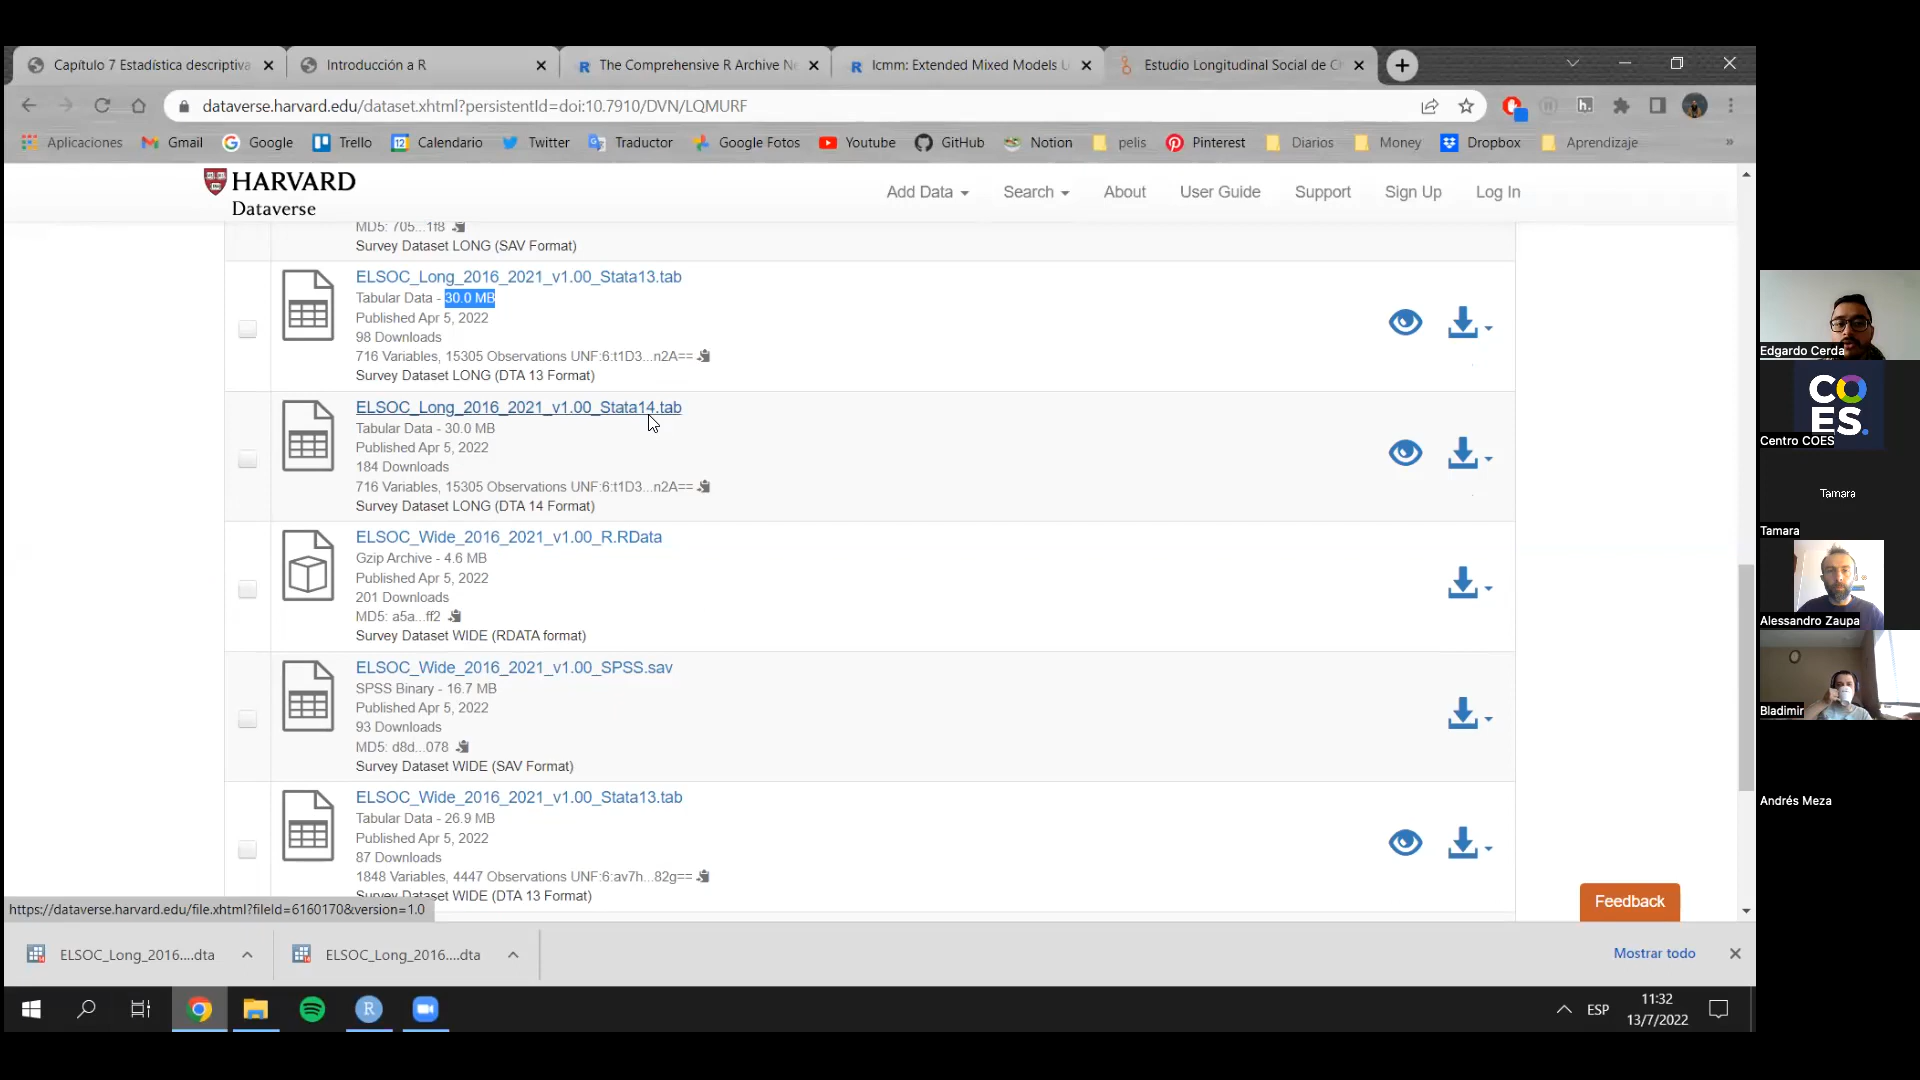 Capítulo 7 Estadística descriptiva
Introducción a R
The Comprehensive R Archive Ne
lcmm: Extended Mixed Models U
Estudio Longitudinal Social de Ch
dataverse.harvard.edu/dataset.xhtml?persistentId=doi:10.7910/DVN/LQMURF
Aplicaciones
Gmail
Google
Trello
Calendario
Twitter
Traductor
Google Fotos
Youtube
GitHub
Notion
pelis
Pinterest
Diarios
Money
Dropbox
Aprendizaje
»
HARVARD
Dataverse
Add Data
Search
About
User Guide
Support
Sign Up
Log In
MD5: 705...1f8
Survey Dataset LONG (SAV Format)
ELSOC_Long_2016_2021_v1.00_Stata13.tab
Tabular Data - 30.0 MB
Published Apr 5, 2022
98 Downloads
716 Variables, 15305 Observations UNF:6:t1D3...n2A==
Survey Dataset LONG (DTA 13 Format)
ELSOC_Long_2016_2021_v1.00_Stata14.tab
Tabular Data - 30.0 MB
Published Apr 5, 2022
184 Downloads
716 Variables, 15305 Observations UNF:6:t1D3...n2A==
Survey Dataset LONG (DTA 14 Format)
ELSOC_Wide_2016_2021_v1.00_R.RData
Gzip Archive - 4.6 MB
Published Apr 5, 2022
201 Downloads
MD5: a5a...ff2
Survey Dataset WIDE (RDATA format)
ELSOC_Wide_2016_2021_v1.00_SPSS.sav
SPSS Binary - 16.7 MB
Published Apr 5, 2022
93 Downloads
MD5: d8d...078
Survey Dataset WIDE (SAV Format)
ELSOC_Wide_2016_2021_v1.00_Stata13.tab
Tabular Data - 26.9 MB
Published Apr 5, 2022
87 Downloads
1848 Variables, 4447 Observations UNF:6:av7h...82g==
Survey Dataset WIDE (DTA 13 Format)
Feedback
https://dataverse.harvard.edu/file.xhtml?fileId=6160170&version=1.0
ELSOC_Long_2016....dta
ELSOC_Long_2016....dta
Mostrar todo
ESP
11:32
13/7/2022
Edgardo Cerda
CO
ES.
Centro COES
Tamara
Tamara
Alessandro Zaupa
Bladimir
Andrés Meza